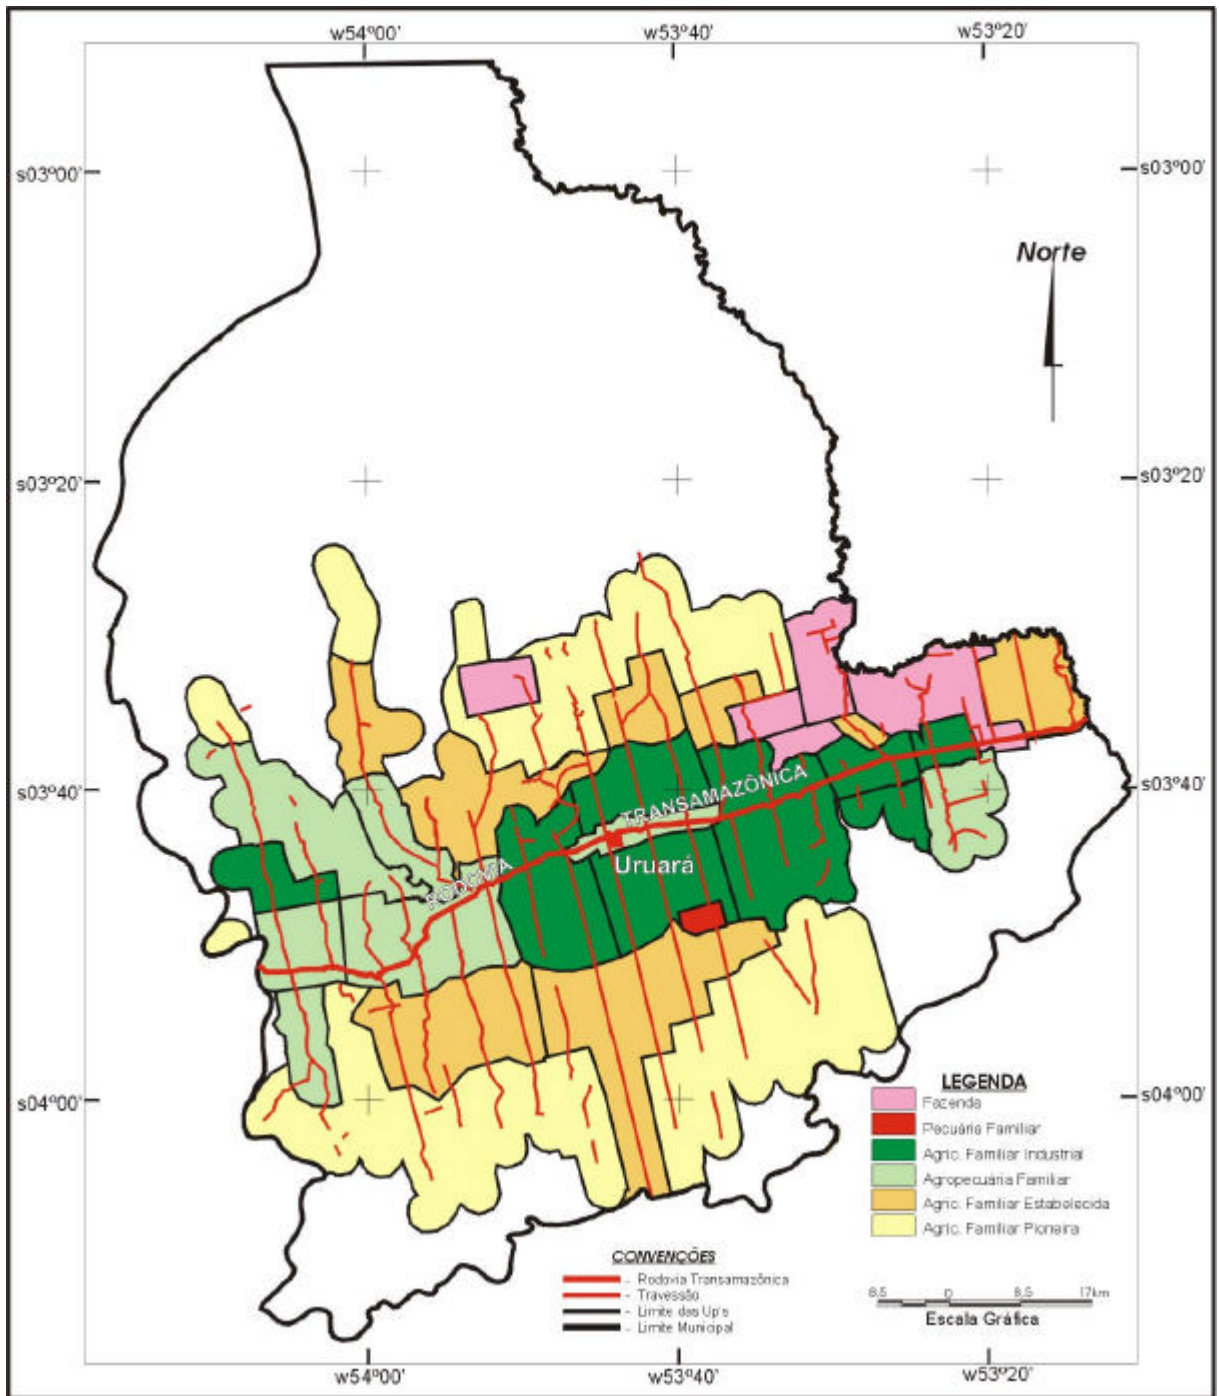 w54º00'
w53º40'
w53º20'
s03º00'
s03º00'
Norte
s03º20'
s03º20'
s03º40'
s03º40'
RODOVIA TRANSAMAZÔNICA
Uruará
s04º00'
s04º00'
LEGENDA
Fazenda
Pecuária Familiar
Agric. Familiar Industrial
Agropecuária Familiar
Agric. Familiar Estabelecida
Agric. Familiar Pioneira
CONVENÇÕES
- Rodovia Transamazônica
- Travessão
- Limite das Up's
- Limite Municipal
8,5 0 8,5 17km
Escala Gráfica
w54º00'
w53º40'
w53º20'